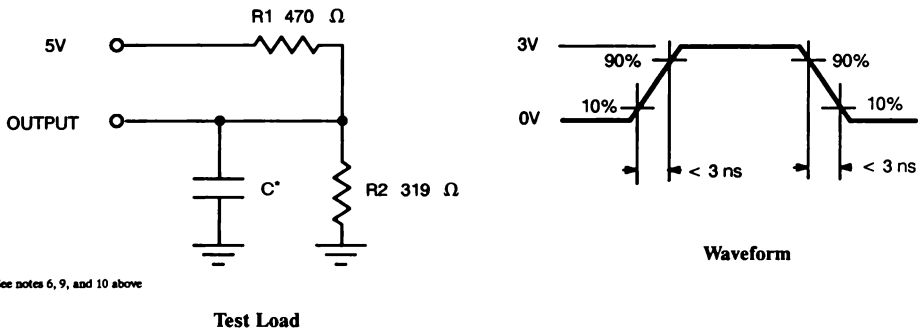 R1 470 Ω
5V
OUTPUT
C*
R2 319 Ω
ee notes 6, 9, and 10 above
Test Load
3V
90%
90%
10%
10%
0V
< 3 ns
< 3 ns
Waveform